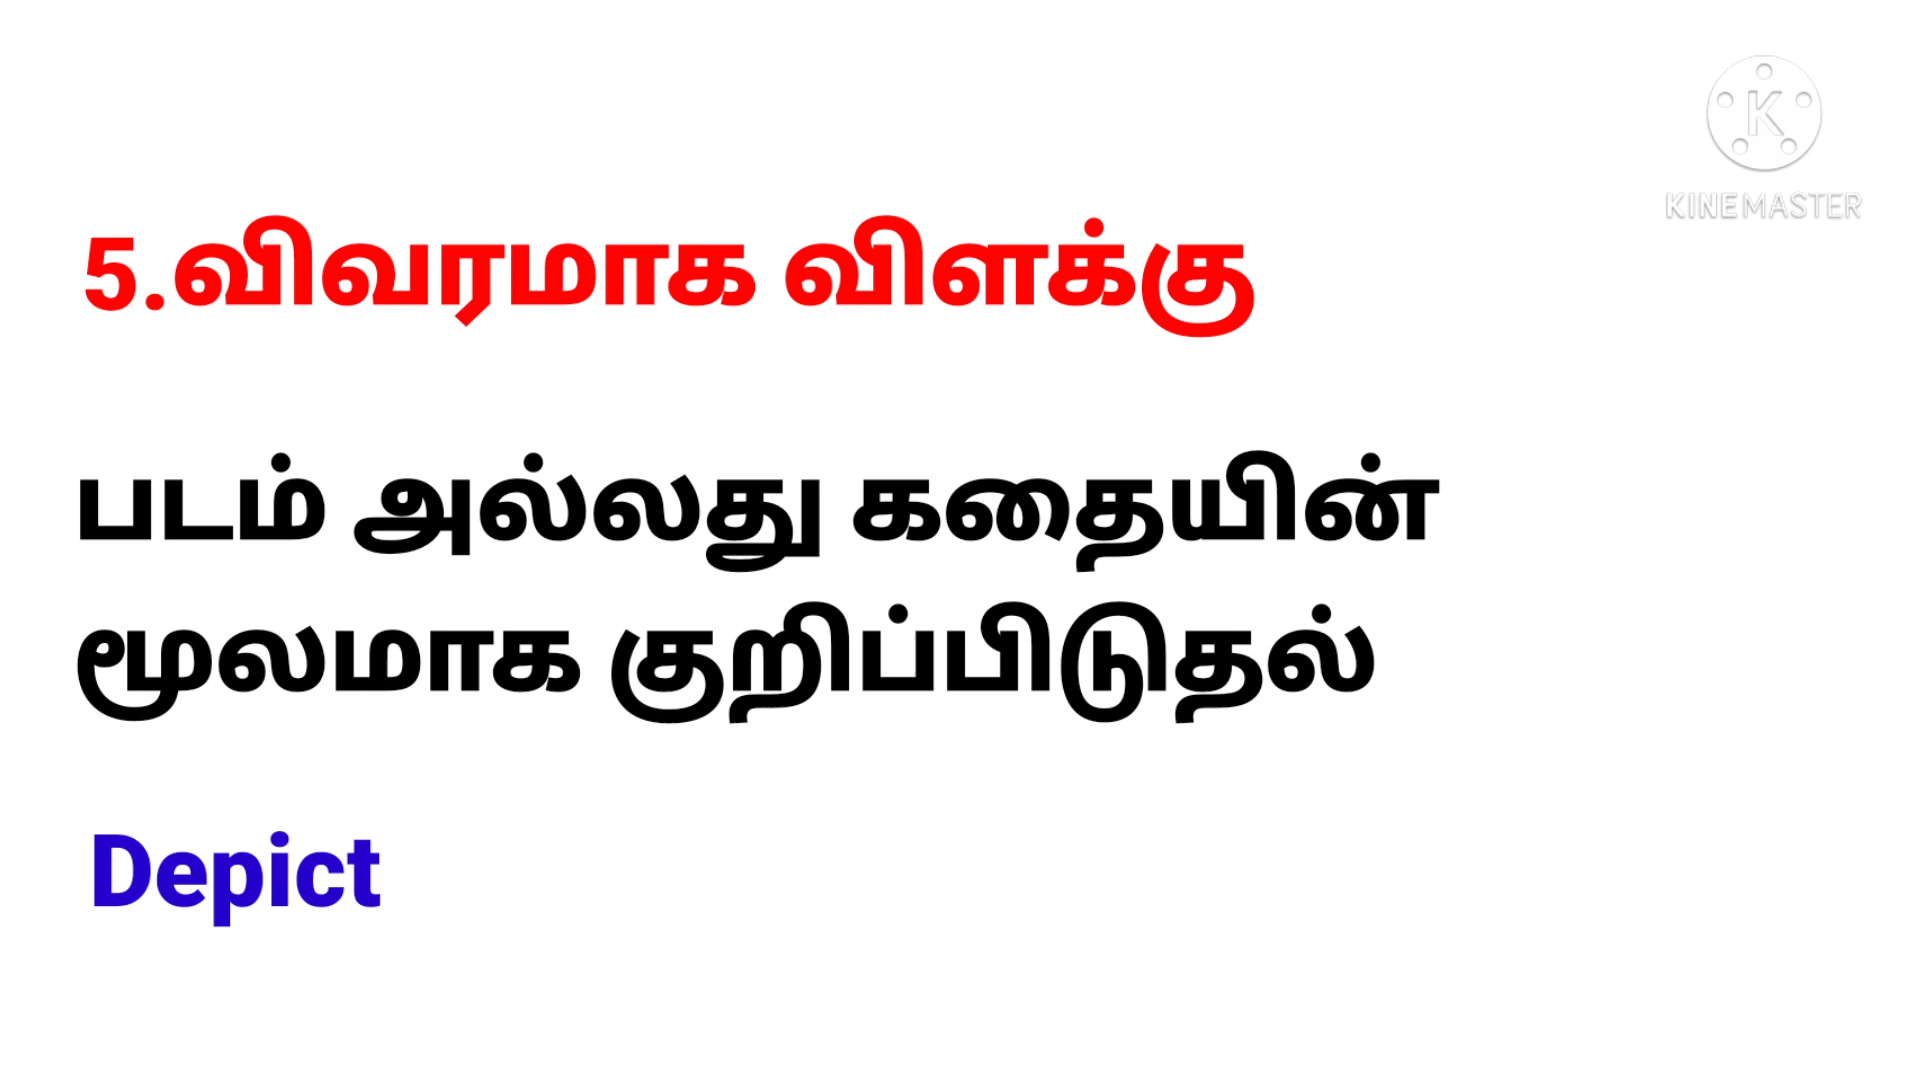 KINEMASTER
5.விவரமாக விளக்கு
படம் அல்லது கதையின்
மூலமாக குறிப்பிடுதல்
Depict